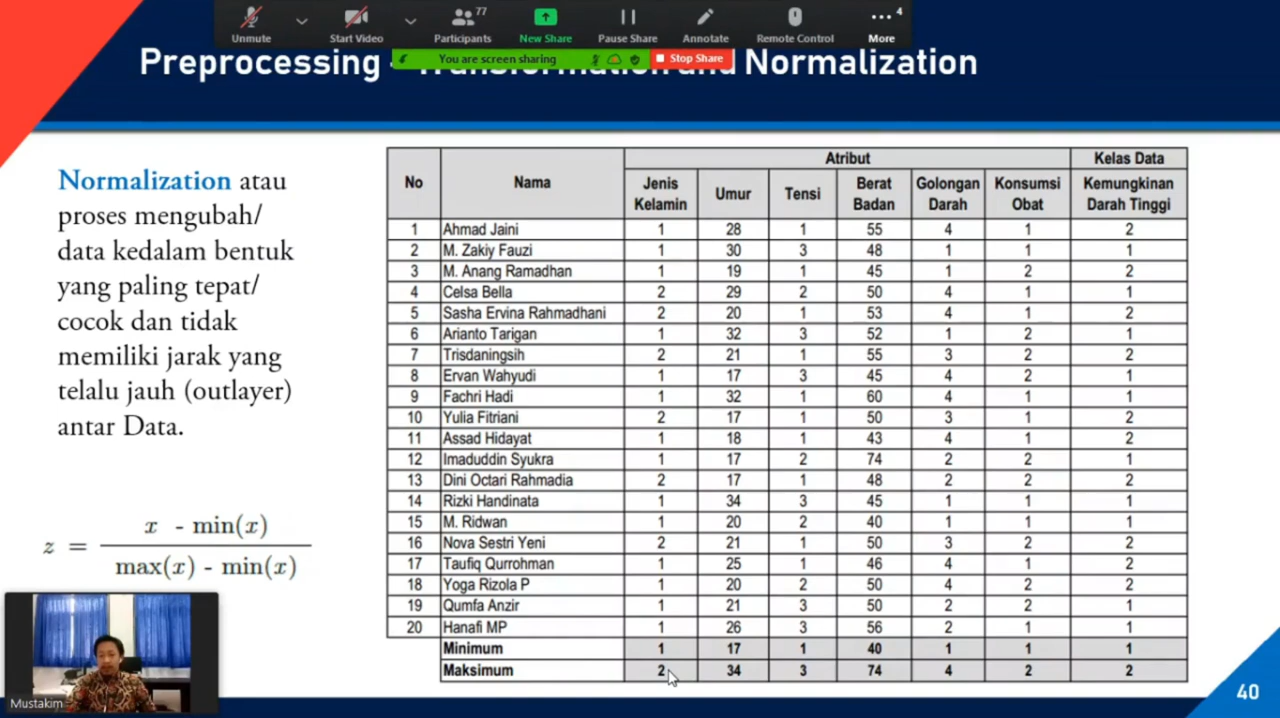 77
4
Unmute Start Video Participants New Share Pause Share Annotate Remote Control More
You are screen sharing Stop Share
Preprocessing - Transformation and Normalization
Normalization atau
proses mengubah/
data kedalam bentuk
yang paling tepat/
cocok dan tidak
memiliki jarak yang
telalu jauh (outlayer)
antar Data.
z = x - min(x) / max(x) - min(x)
No Nama Atribut Kelas Data
Jenis Kelamin Umur Tensi Berat Badan Golongan Darah Konsumsi Obat Kemungkinan Darah Tinggi
1 Ahmad Jaini 1 28 1 55 4 1 2
2 M. Zakiy Fauzi 1 30 3 48 1 1 1
3 M. Anang Ramadhan 1 19 1 45 1 2 2
4 Celsa Bella 2 29 2 50 4 1 1
5 Sasha Ervina Rahmadhani 2 20 1 53 4 1 2
6 Arianto Tarigan 1 32 3 52 1 2 1
7 Trisdaningsih 2 21 1 55 3 2 2
8 Ervan Wahyudi 1 17 3 45 4 2 1
9 Fachri Hadi 1 32 1 60 4 1 1
10 Yulia Fitriani 2 17 1 50 3 1 2
11 Assad Hidayat 1 18 1 43 4 1 2
12 Imaduddin Syukra 1 17 2 74 2 2 1
13 Dini Octari Rahmadia 2 17 1 48 2 2 2
14 Rizki Handinata 1 34 3 45 1 1 1
15 M. Ridwan 1 20 2 40 1 1 1
16 Nova Sestri Yeni 2 21 1 50 3 2 2
17 Taufiq Qurrohman 1 25 1 46 4 1 2
18 Yoga Rizola P 1 20 2 50 4 2 2
19 Qumfa Anzir 1 21 3 50 2 2 1
20 Hanafi MP 1 26 3 56 2 1 1
Minimum 1 17 1 40 1 1 1
Maksimum 2 34 3 74 4 2 2
Mustakim
40